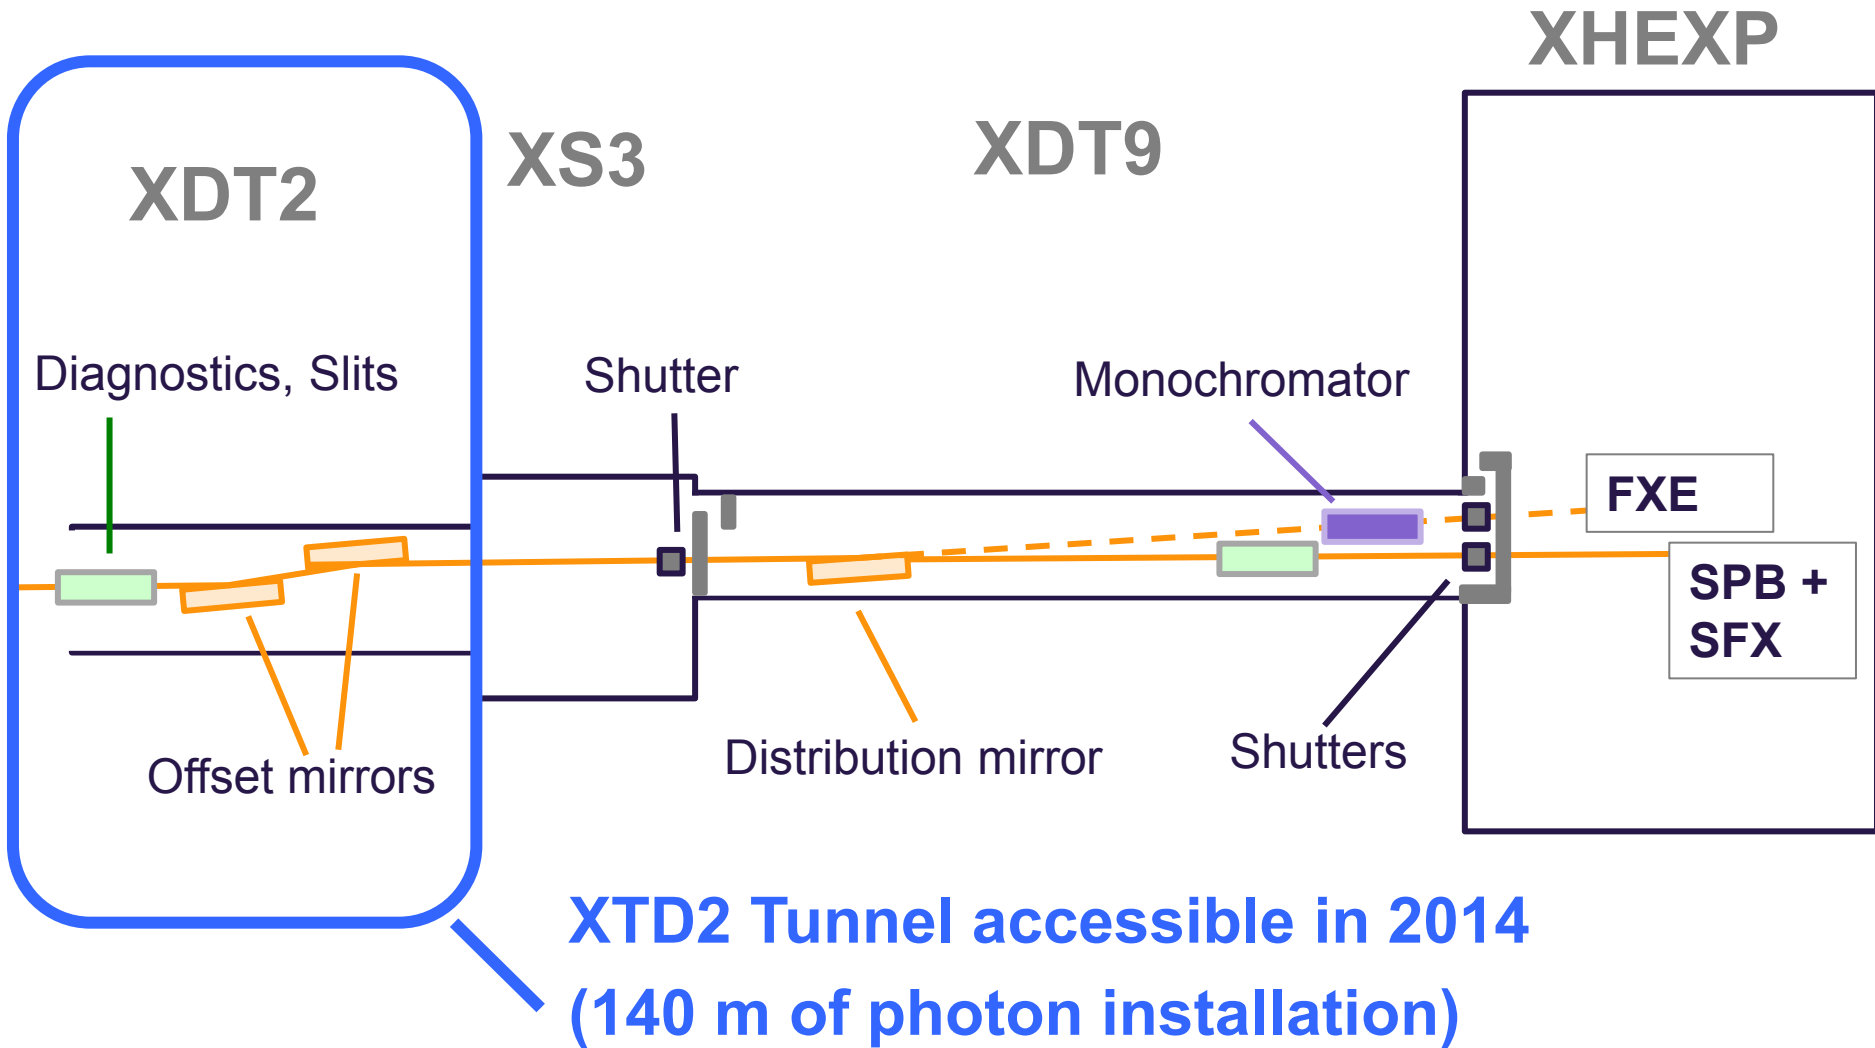 XHEXP
XDT2
XS3
XDT9
Diagnostics, Slits
Shutter
Monochromator
FXE
SPB +
SFX
Offset mirrors
Distribution mirror
Shutters
XTD2 Tunnel accessible in 2014
(140 m of photon installation)